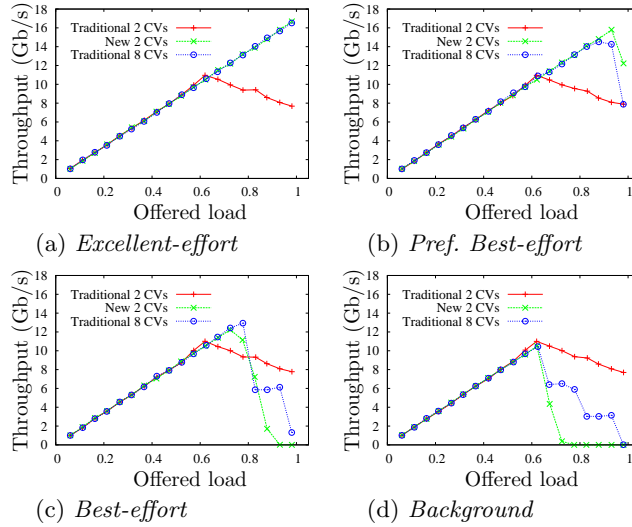 18
16
14
12
10
8
6
4
2
0
Throughput (Gb/s)
Traditional 2 CVs
New 2 CVs
Traditional 8 CVs
0 0.2 0.4 0.6 0.8 1
Offered load
(a) Excellent-effort
18
16
14
12
10
8
6
4
2
0
Throughput (Gb/s)
Traditional 2 CVs
New 2 CVs
Traditional 8 CVs
0 0.2 0.4 0.6 0.8 1
Offered load
(b) Pref. Best-effort
18
16
14
12
10
8
6
4
2
0
Throughput (Gb/s)
Traditional 2 CVs
New 2 CVs
Traditional 8 CVs
0 0.2 0.4 0.6 0.8 1
Offered load
(c) Best-effort
18
16
14
12
10
8
6
4
2
0
Throughput (Gb/s)
Traditional 2 CVs
New 2 CVs
Traditional 8 CVs
0 0.2 0.4 0.6 0.8 1
Offered load
(d) Background